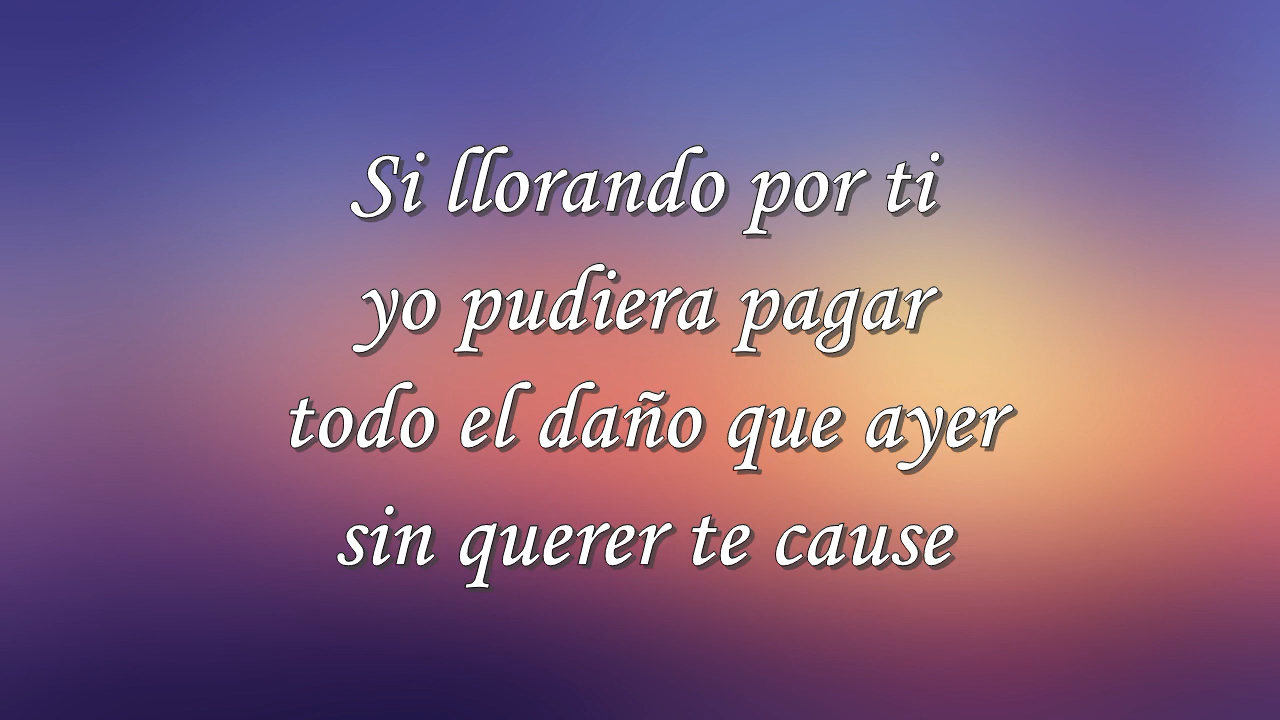 Si llorando por ti
yo pudiera pagar
todo el daño que ayer
sin querer te cause